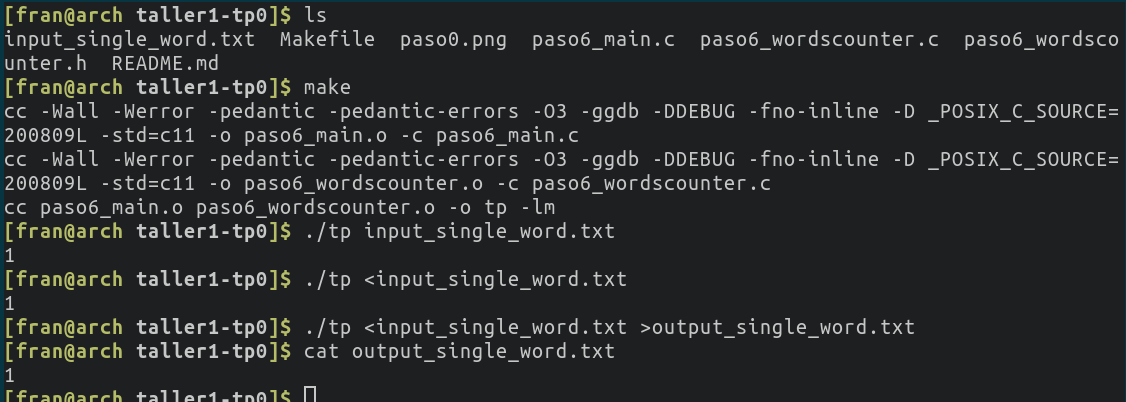 [fran@arch taller1-tp0]$ ls
input_single_word.txt  Makefile  paso0.png  paso6_main.c  paso6_wordscounter.c  paso6_wordsco
unter.h  README.md
[fran@arch taller1-tp0]$ make
cc -Wall -Werror -pedantic -pedantic-errors -O3 -ggdb -DDEBUG -fno-inline -D _POSIX_C_SOURCE=
200809L -std=c11 -o paso6_main.o -c paso6_main.c
cc -Wall -Werror -pedantic -pedantic-errors -O3 -ggdb -DDEBUG -fno-inline -D _POSIX_C_SOURCE=
200809L -std=c11 -o paso6_wordscounter.o -c paso6_wordscounter.c
cc paso6_main.o paso6_wordscounter.o -o tp -lm
[fran@arch taller1-tp0]$ ./tp input_single_word.txt
1
[fran@arch taller1-tp0]$ ./tp <input_single_word.txt
1
[fran@arch taller1-tp0]$ ./tp <input_single_word.txt >output_single_word.txt
[fran@arch taller1-tp0]$ cat output_single_word.txt
1
[fran@arch taller1-tp0]$